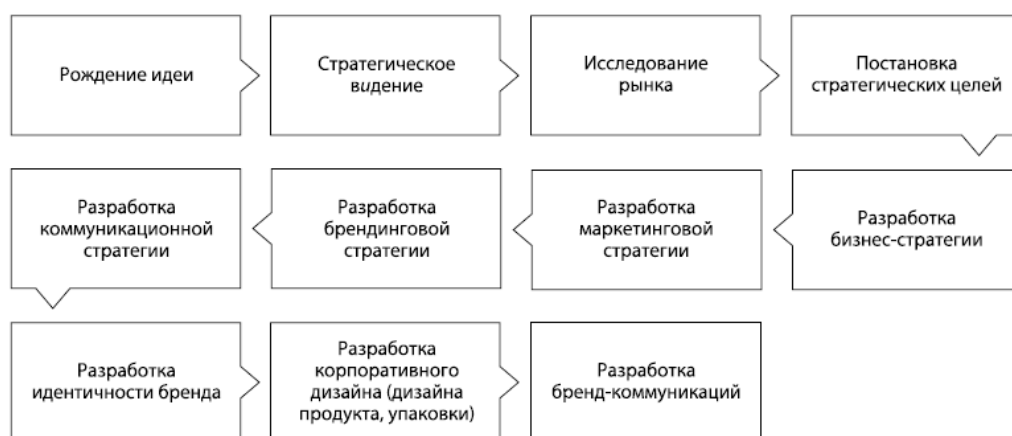 Рождение идеи
Стратегическое
видение
Исследование
рынка
Постановка
стратегических целей
Разработка
коммуникационной
стратегии
Разработка
брендинговой
стратегии
Разработка
маркетинговой
стратегии
Разработка
бизнес-стратегии
Разработка
идентичности бренда
Разработка
корпоративного
дизайна (дизайна
продукта, упаковки)
Разработка
бренд-коммуникаций